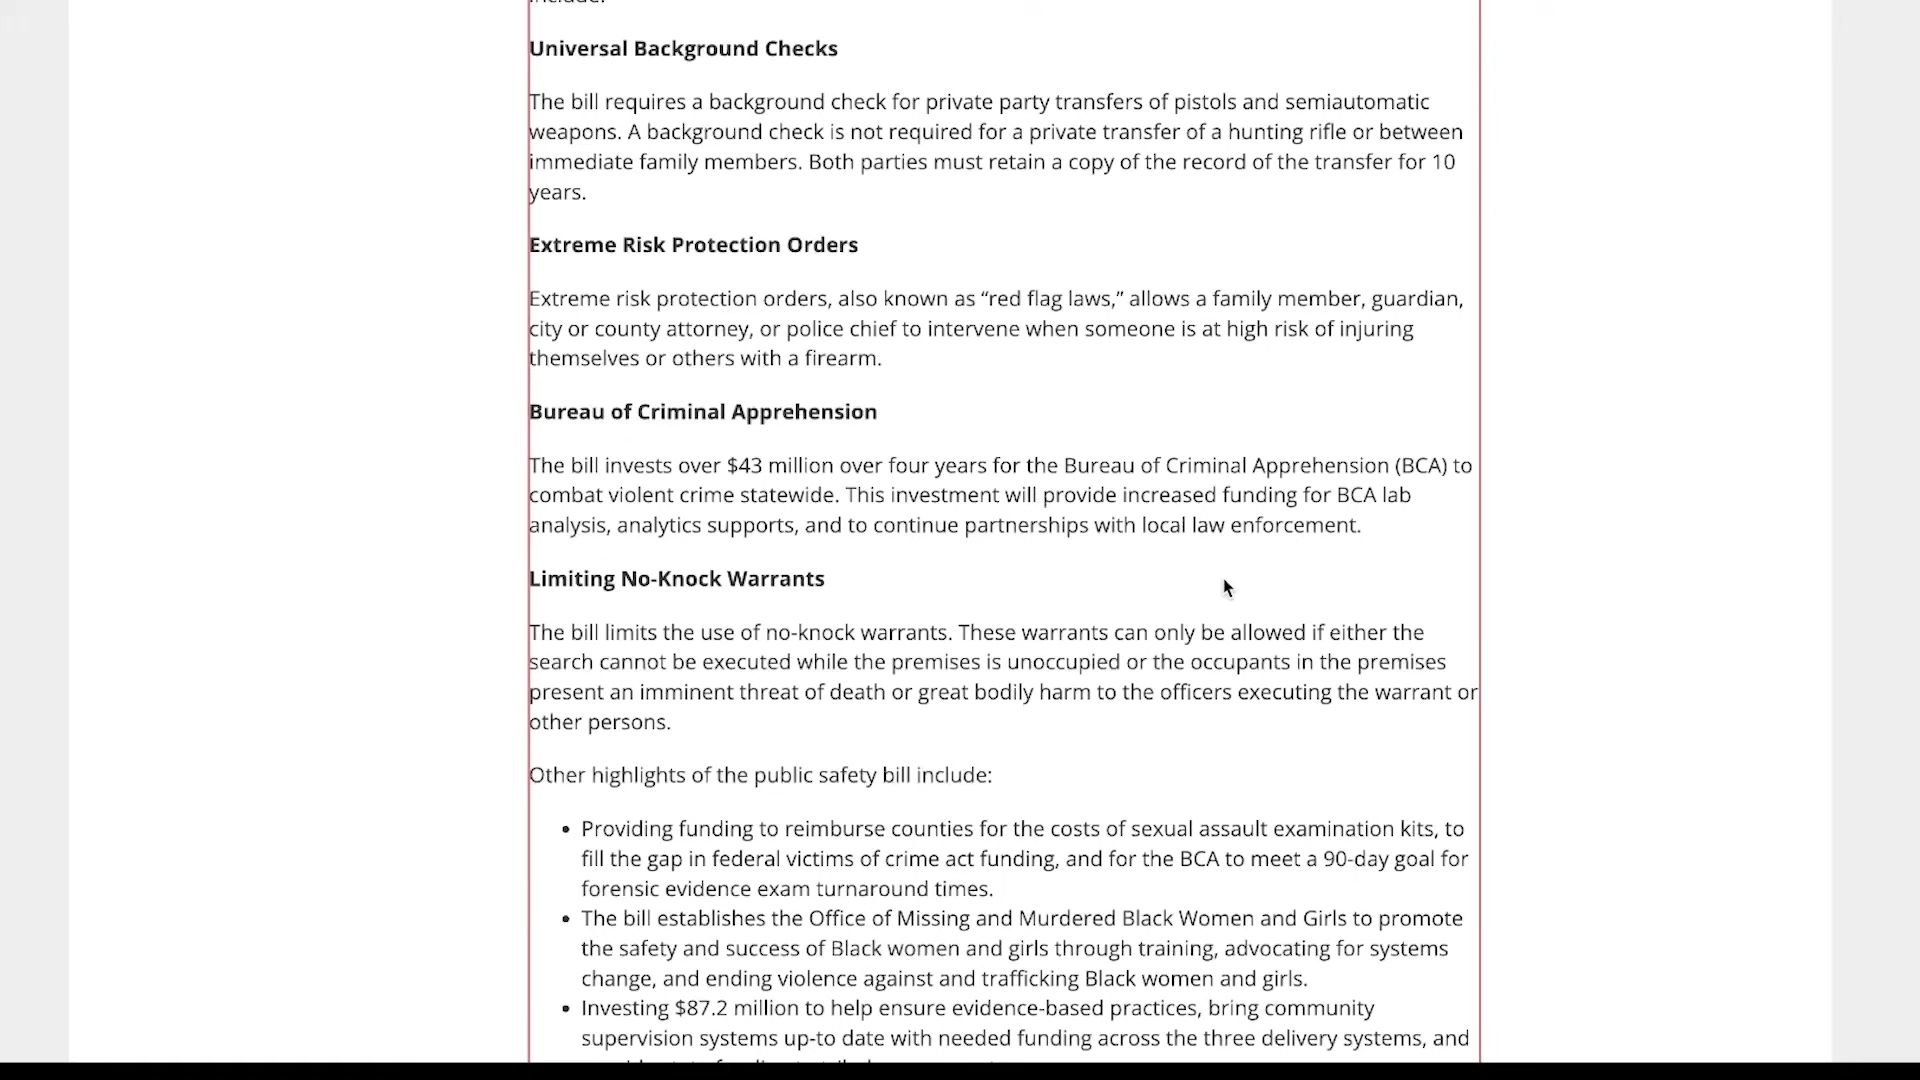 include:
Universal Background Checks
The bill requires a background check for private party transfers of pistols and semiautomatic
weapons. A background check is not required for a private transfer of a hunting rifle or between
immediate family members. Both parties must retain a copy of the record of the transfer for 10
years.
Extreme Risk Protection Orders
Extreme risk protection orders, also known as “red flag laws,” allows a family member, guardian,
city or county attorney, or police chief to intervene when someone is at high risk of injuring
themselves or others with a firearm.
Bureau of Criminal Apprehension
The bill invests over $43 million over four years for the Bureau of Criminal Apprehension (BCA) to
combat violent crime statewide. This investment will provide increased funding for BCA lab
analysis, analytics supports, and to continue partnerships with local law enforcement.
Limiting No-Knock Warrants
The bill limits the use of no-knock warrants. These warrants can only be allowed if either the
search cannot be executed while the premises is unoccupied or the occupants in the premises
present an imminent threat of death or great bodily harm to the officers executing the warrant or
other persons.
Other highlights of the public safety bill include:
• Providing funding to reimburse counties for the costs of sexual assault examination kits, to
fill the gap in federal victims of crime act funding, and for the BCA to meet a 90-day goal for
forensic evidence exam turnaround times.
• The bill establishes the Office of Missing and Murdered Black Women and Girls to promote
the safety and success of Black women and girls through training, advocating for systems
change, and ending violence against and trafficking Black women and girls.
• Investing $87.2 million to help ensure evidence-based practices, bring community
supervision systems up-to date with needed funding across the three delivery systems, and